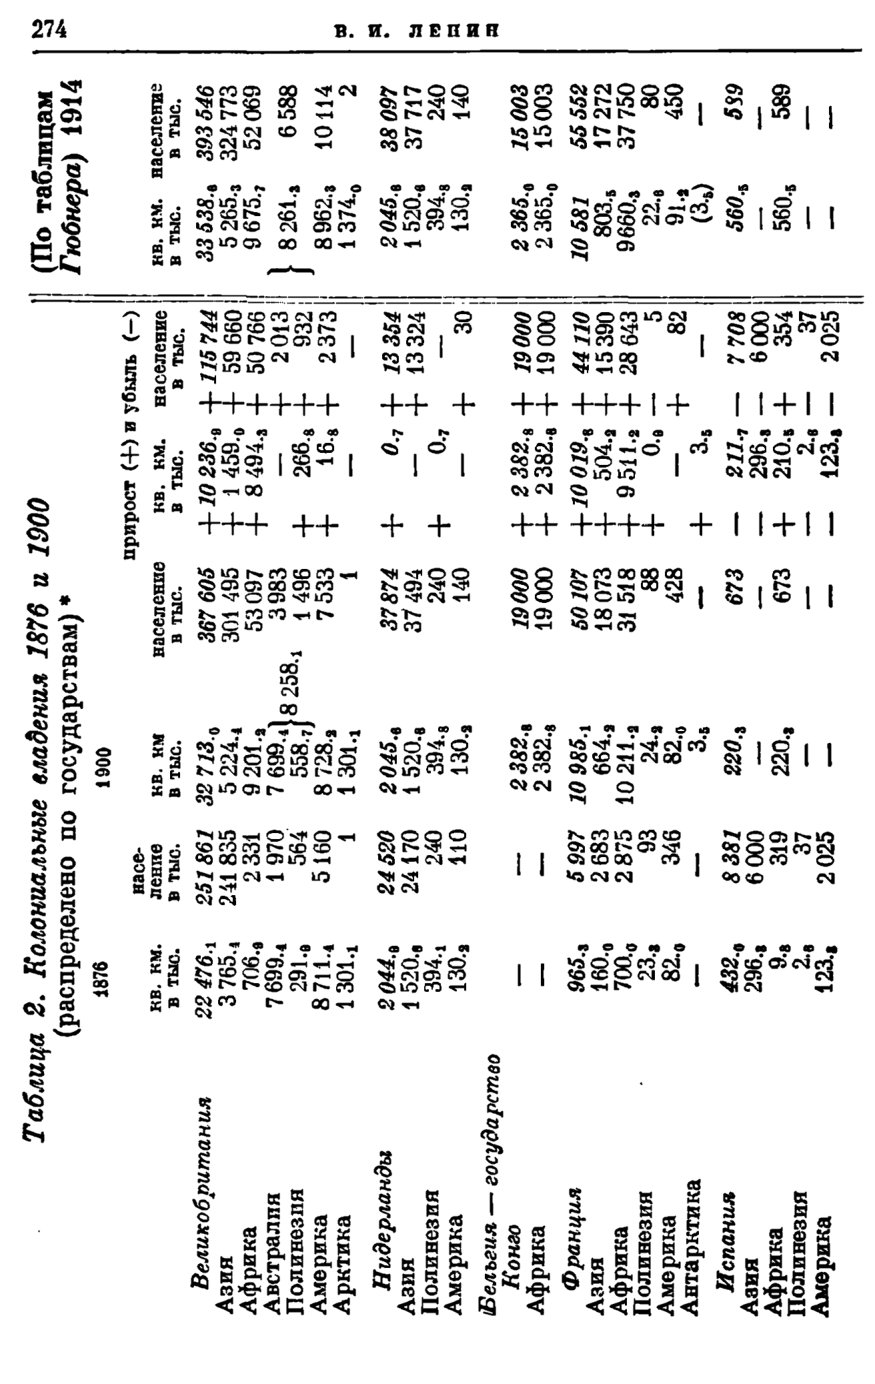 274 В. И. ЛЕНИН
Таблица 2. Колониальные владения 1876 и 1900 (По таблицам
(распределено по государствам) * Гюбнера) 1914
1876 1900 прирост (+) и убыль (—)
кв. км. в тыс. насе-ление в тыс. кв. км в тыс. население в тыс. кв. км. в тыс. население в тыс. кв. км. в тыс. население в тыс.
Великобритания 22 476.1 251 861 32 713.0 367 605 + 10 236.9 + 115 744 33 538.6 393 546
Азия 3 765.4 241 835 5 224.4 301 495 + 1 459.0 + 59 660 5 265.3 324 773
Африка 706.9 2 331 9 201.2 53 097 + 8 494.3 + 50 766 9 675.7 52 069
Австралия 7 699.4 1 970 7 699.4 } 8 258.1 3 983 — + 2 013 } 8 261.3 6 588
Полинезия 291.9 564 558.7 1 496 + 266.8 + 932
Америка 8 711.4 5 160 8 728.2 7 533 + 16.8 + 2 373 8 962.3 10 114
Арктика 1 301.1 1 1 301.1 1 — — 1 374.0 2
Нидерланды 2 044.9 24 520 2 045.6 37 874 + 0.7 + 13 354 2 045.6 38 097
Азия 1 520.6 24 170 1 520.6 37 494 — + 13 324 1 520.6 37 717
Полинезия 394.1 240 394.8 240 + 0.7 — 394.8 240
Америка 130.2 110 130.2 140 — + 30 130.2 140
Бельгия — государство
Конго — — 2 382.8 19 000 + 2 382.8 + 19 000 2 365.0 15 003
Африка — — 2 382.8 19 000 + 2 382.8 + 19 000 2 365.0 15 003
Франция 965.3 5 997 10 985.1 50 107 + 10 019.8 + 44 110 10 581 55 552
Азия 160.0 2 683 664.2 18 073 + 504.2 + 15 390 803.5 17 272
Африка 700.0 2 875 10 211.2 31 518 + 9 511.2 + 28 643 9660.3 37 750
Полинезия 23.3 93 24.2 88 + 0.9 — 5 22.6 80
Америка 82.0 346 82.0 428 — + 82 91.2 450
Антарктика — — 3.5 — + 3.5 — (3.5) —
Испания 432.0 8 381 220.3 673 — 211.7 — 7 708 560.5 589
Азия 296.3 6 000 — — — 296.3 — 6 000 — —
Африка 9.8 319 220.3 673 + 210.5 + 354 560.5 589
Полинезия 2.6 37 — — — 2.6 — 37 — —
Америка 123.3 2 025 — — — 123.3 — 2 025 — —